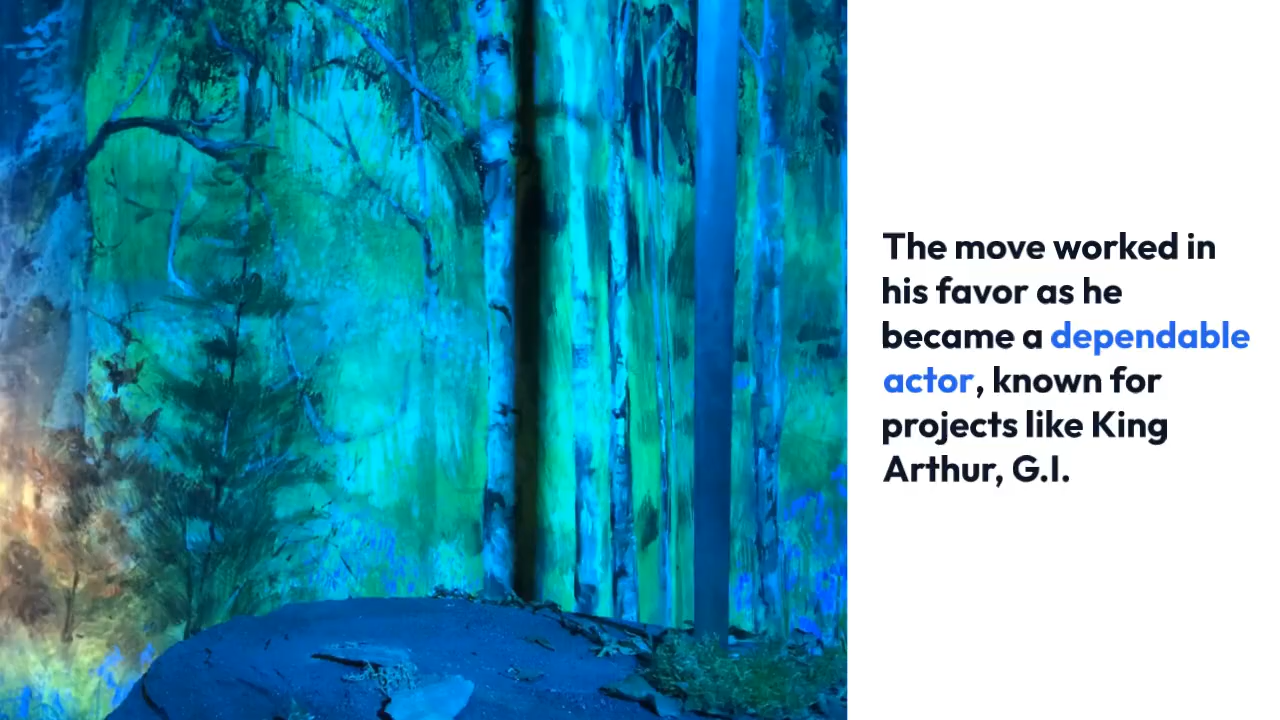 The move worked in
his favor as he
became a dependable
actor, known for
projects like King
Arthur, G.I.